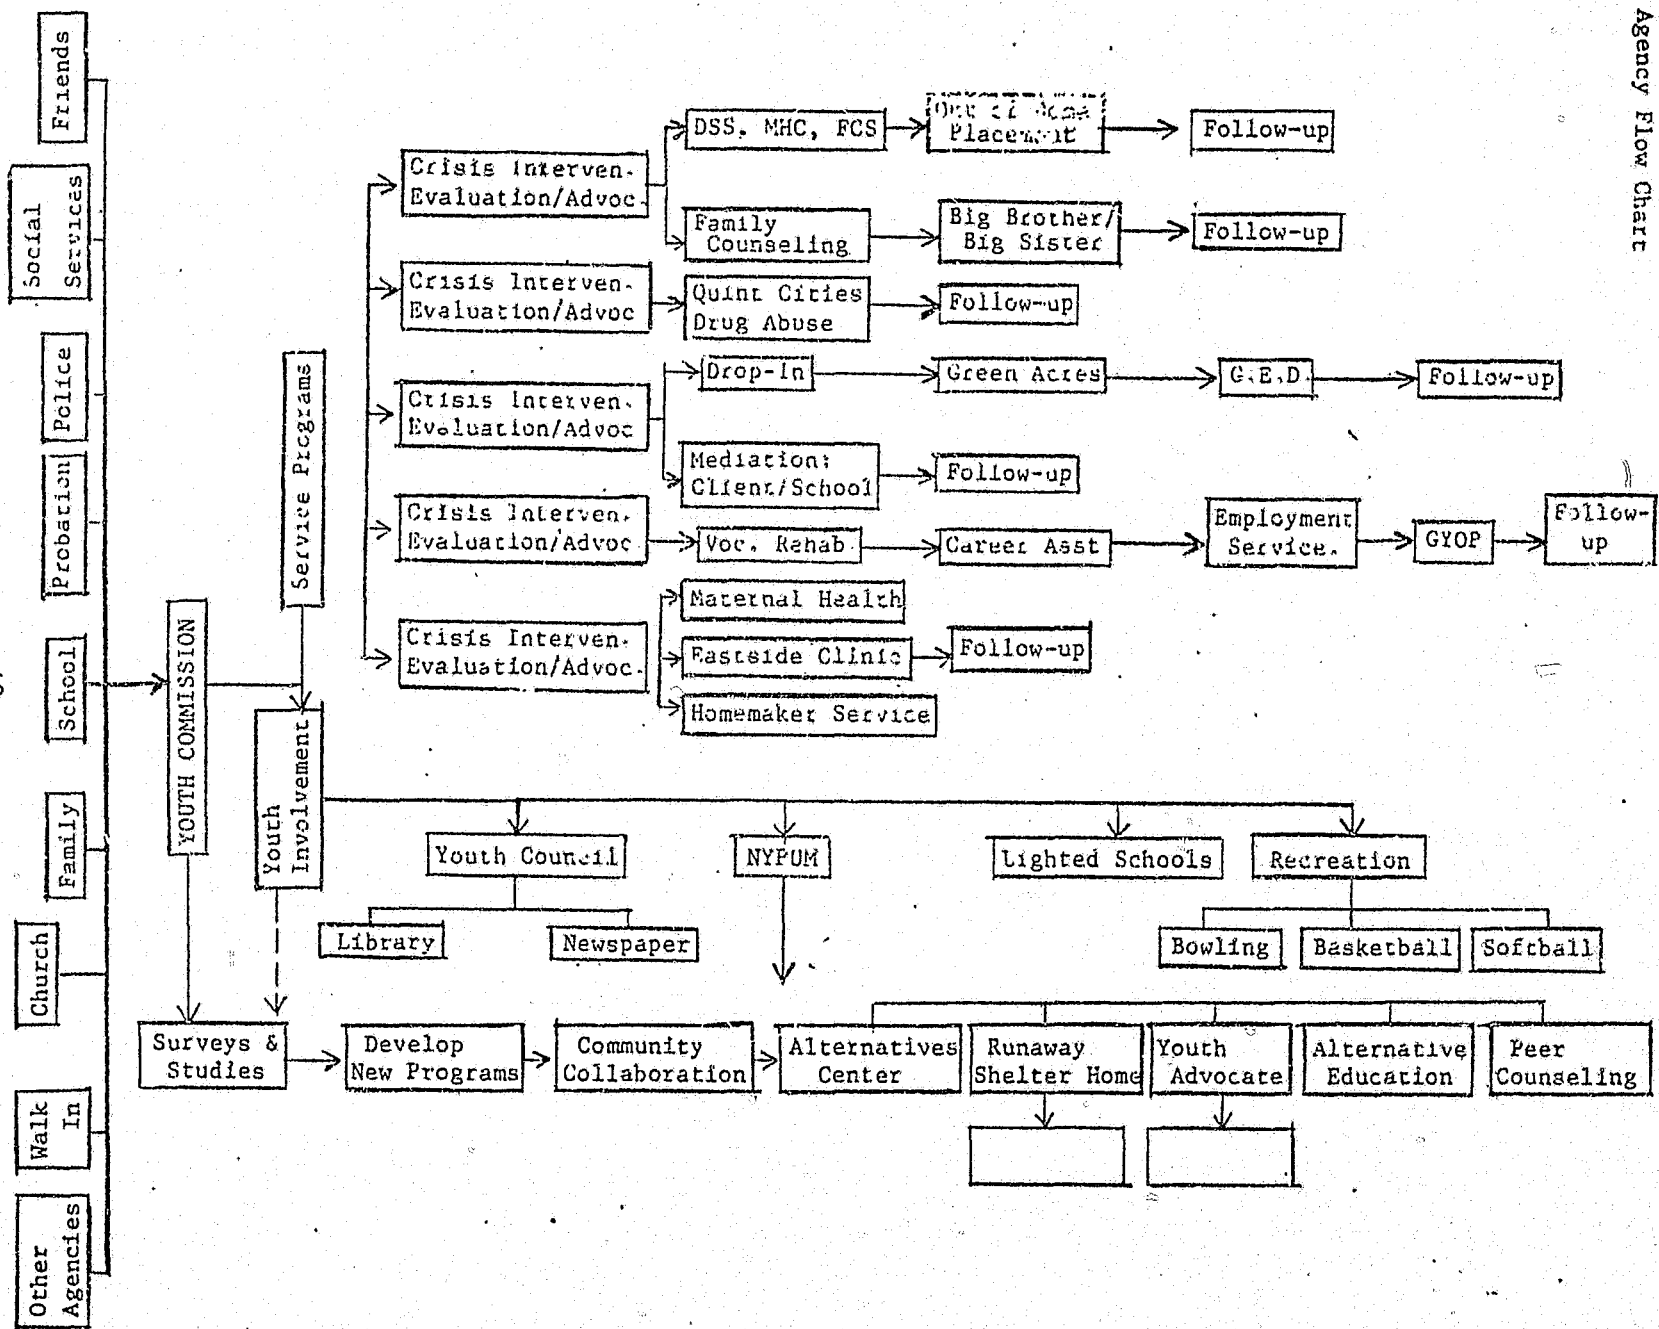 Agency Flow Chart
Friends
Social
Services
Police
Probation
School
Family
Church
Walk
In
Other
Agencies
YOUTH COMMISSION
Service Programs
Youth
Involvement
Crisis Interven.
Evaluation/Advoc.
DSS, MHC, FCS
Out of Home
Placement
Follow-up
Family
Counseling
Big Brother/
Big Sister
Follow-up
Crisis Interven.
Evaluation/Advoc
Quint Cities
Drug Abuse
Follow-up
Crisis Interven.
Evaluation/Advoc
Drop-In
Green Acres
G.E.D.
Follow-up
Mediation:
Client/School
Follow-up
Crisis Interven.
Evaluation/Advoc.
Voc. Rehab.
Career Asst
Employment
Service.
GYOP
Follow-
up
Crisis Interven.
Evaluation/Advoc.
Maternal Health
Eastside Clinic
Follow-up
Homemaker Service
Youth Council
NYPUM
Lighted Schools
Recreation
Library
Newspaper
Bowling
Basketball
Softball
Surveys &
Studies
Develop
New Programs
Community
Collaboration
Alternatives
Center
Runaway
Shelter Home
Youth
Advocate
Alternative
Education
Peer
Counseling